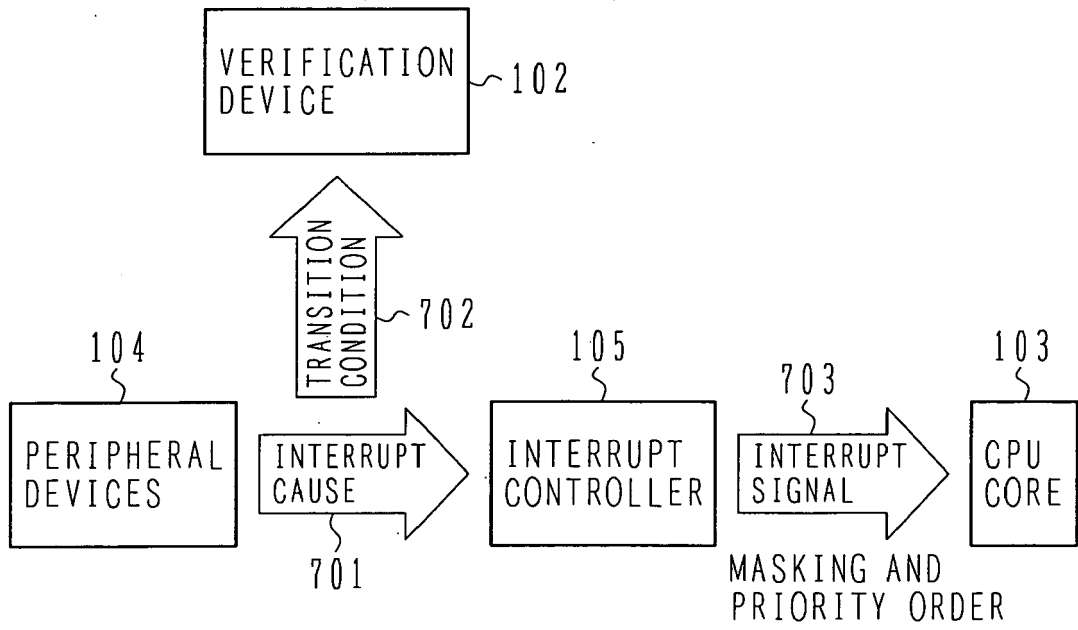 VERIFICATION
DEVICE
102
TRANSITION
CONDITION
702
104
PERIPHERAL
DEVICES
INTERRUPT
CAUSE
701
105
INTERRUPT
CONTROLLER
703
INTERRUPT
SIGNAL
MASKING AND
PRIORITY ORDER
103
CPU
CORE